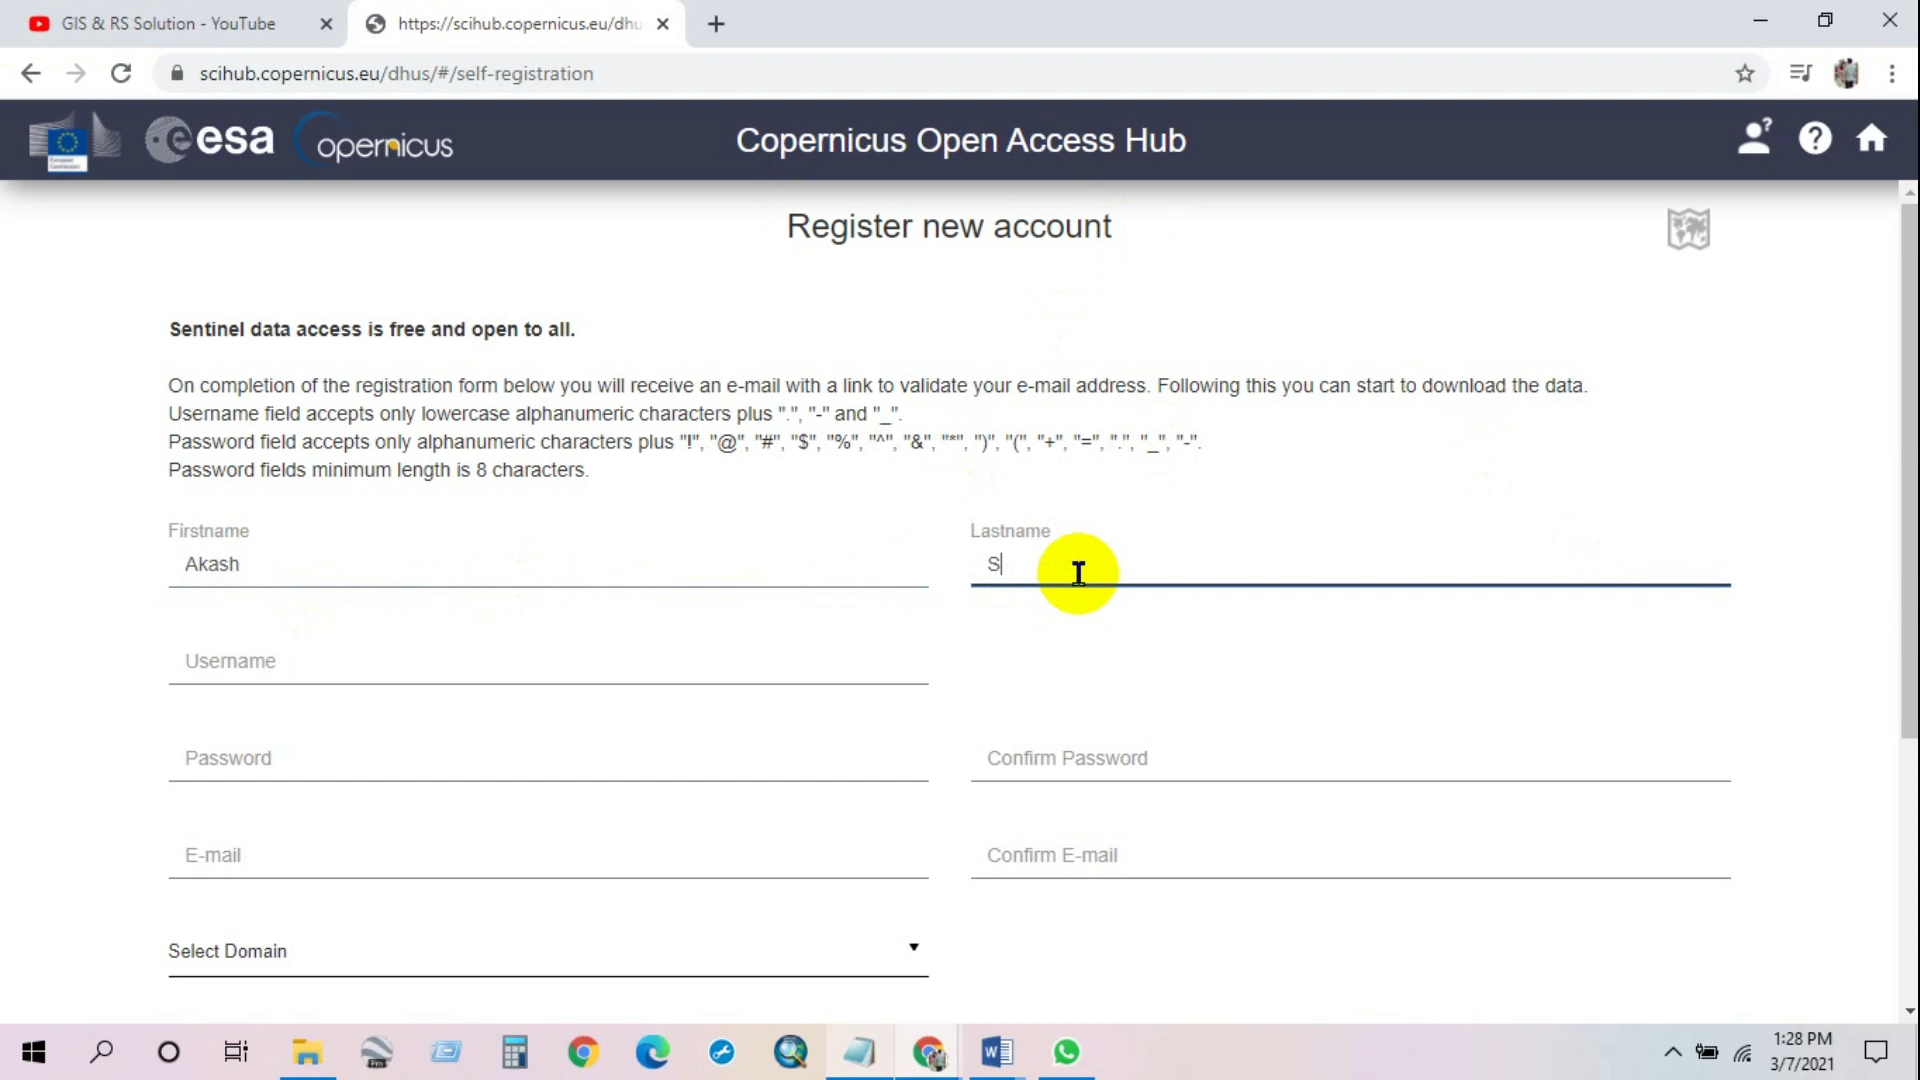 GIS & RS Solution - YouTube
https://scihub.copernicus.eu/dhu
scihub.copernicus.eu/dhus/#/self-registration
esa
opernicus
Copernicus Open Access Hub
Register new account
Sentinel data access is free and open to all.
On completion of the registration form below you will receive an e-mail with a link to validate your e-mail address. Following this you can start to download the data.
Username field accepts only lowercase alphanumeric characters plus ".", "-" and "_".
Password field accepts only alphanumeric characters plus "!", "@", "#", "$", "%", "^", "&", "*", ")", "(", "+", "=", ".", "_", "-".
Password fields minimum length is 8 characters.
Firstname
Lastname
Akash
S
Username
Password
Confirm Password
E-mail
Confirm E-mail
Select Domain
1:28 PM
3/7/2021